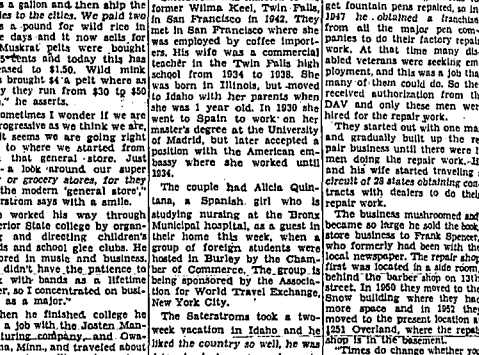 a gallon and then ship the
to the cities. We paid two
a pound for wild rice in
days and it now sells for
Muskrat pelts were bought
cents and today this has
to $1.50. Wild mink
brought $4 a pelt where as
they run from $30 to $50
he asserts.
I wonder if we are
progressive as we think we are,
it seems we are going right
to where we started from
that general store. Just
a look around our super
or grocery stores, for they
the modern 'general store',"
says with a smile.
worked his way through
State school by organ-
and directing children's
and school glee clubs. He
in music and business.
didn't have the patience to
with bands as a lifetime
so I concentrated on busi-
as a major."
he finished college he
a job with the Josten Man-
company and Owa-
Minn., and traveled about
former Wilma Keel, Twin Falls,
in San Francisco in 1942. They
met in San Francisco where she
was employed by coffee import-
ers. His wife was a commercial
teacher in the Twin Falls high
school from 1934 to 1938. She
was born in Illinois, but moved
to Idaho with her parents when
she was 1 year old. In 1930 she
went to Spain to work on her
master's degree at the University
of Madrid, but later accepted a
position with the American em-
bassy where she worked until
1934.
The couple had Alicia Quin-
tana, a Spanish girl who is
studying nursing at the Bronx
Municipal hospital, as a guest in
their home this week, when a
group of foreign students were
hosted in Burley by the Cham-
ber of Commerce. The group is
being sponsored by the Associa-
tion for World Travel Exchange,
New York City.
The Saterstroms took a two-
week vacation in Idaho and he
liked the country so well, he was
get fountain pens repaired, so in
1947 he obtained a franchise
from all the major pen com-
panies to do their factory repair
work. At that time many dis-
abled veterans were seeking em-
ployment, and this was a job that
many of them could do. So the
received authorization from the
DAV and only these men were
hired for the repair work.
They started out with one man
and gradually built up the re-
pair business until there were
men doing the repair work. H
and his wife started traveling
circuit of 28 states obtaining con-
tracts with dealers to do their
repair work.
The business mushroomed and
became so large he sold the book
store business to Frank Spencer,
who formerly had been with the
local newspaper. The repair shop
first was located in a side room
behind the barber shop on 13th
street. In 1950 they moved to the
Snow building where they had
more space and in 1952 they
moved to the present location at
1251 Overland, where the repair
shop is in the basement.
"Times do change whether you